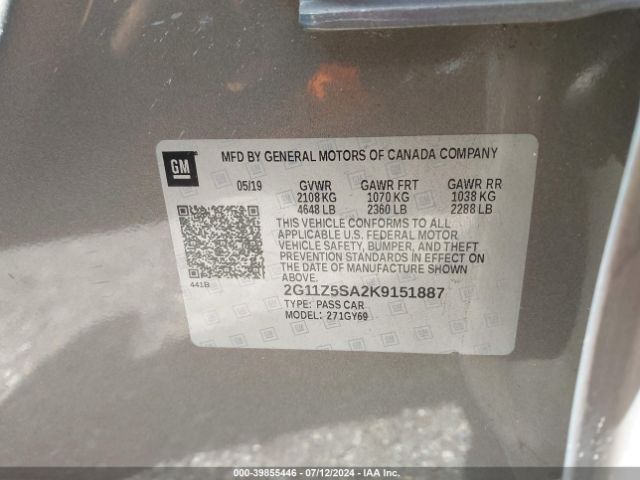 GM
MFD BY GENERAL MOTORS OF CANADA COMPANY
05/19 GVWR GAWR FRT GAWR RR
2108 KG 1070 KG 1038 KG
4648 LB 2360 LB 2288 LB
THIS VEHICLE CONFORMS TO ALL
APPLICABLE U.S. FEDERAL MOTOR
VEHICLE SAFETY, BUMPER, AND THEFT
PREVENTION STANDARDS IN EFFECT ON
THE DATE OF MANUFACTURE SHOWN
ABOVE.
441B
2G11Z5SA2K9151887
TYPE: PASS CAR
MODEL: 271GY69
000-39855446 - 07/12/2024 - IAA Inc.